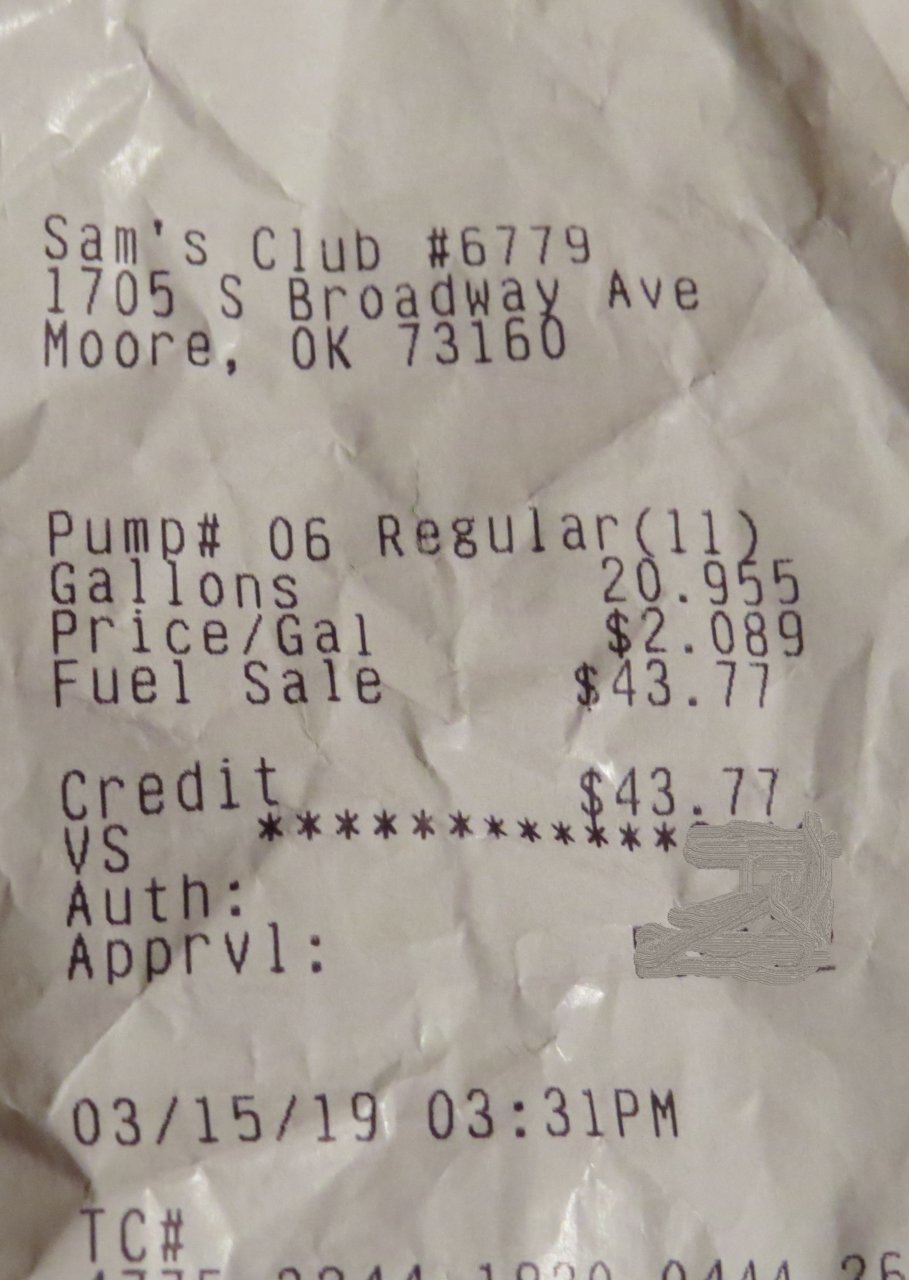 Sam's Club #6779
1705 S Broadway Ave
Moore, OK 73160
Pump# 06 Regular(11)
Gallons 20.955
Price/Gal $2.089
Fuel Sale $43.77
Credit $43.77
VS ***********
Auth:
Apprvl:
03/15/19 03:31PM
TC#